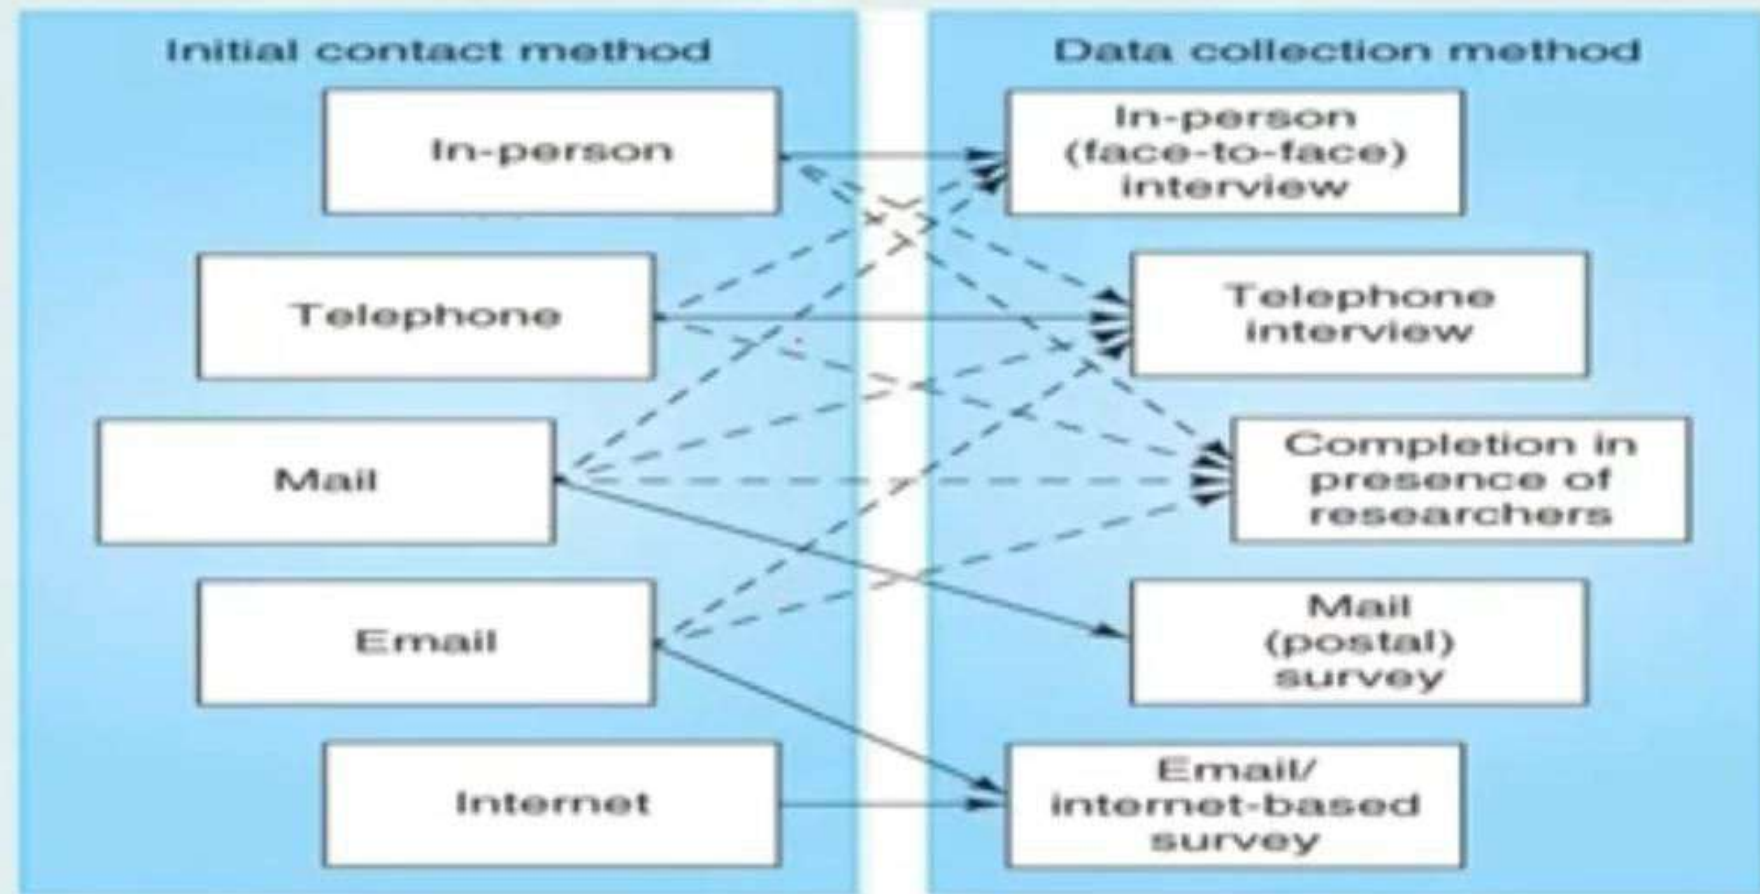 Initial contact method
In-person
Telephone
Mail
Email
Internet
Data collection method
In-person
(face-to-face)
interview
Telephone
interview
Completion in
presence of
researchers
Mail
(postal)
survey
Email/
internet-based
survey